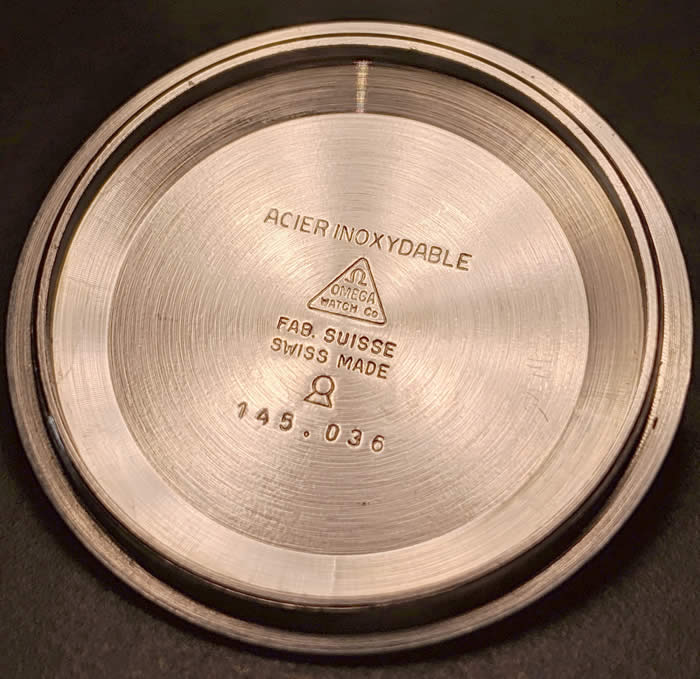 ACIER INOXYDABLE
Ω
OMEGA
WATCH Co
FAB. SUISSE
SWISS MADE
145.036